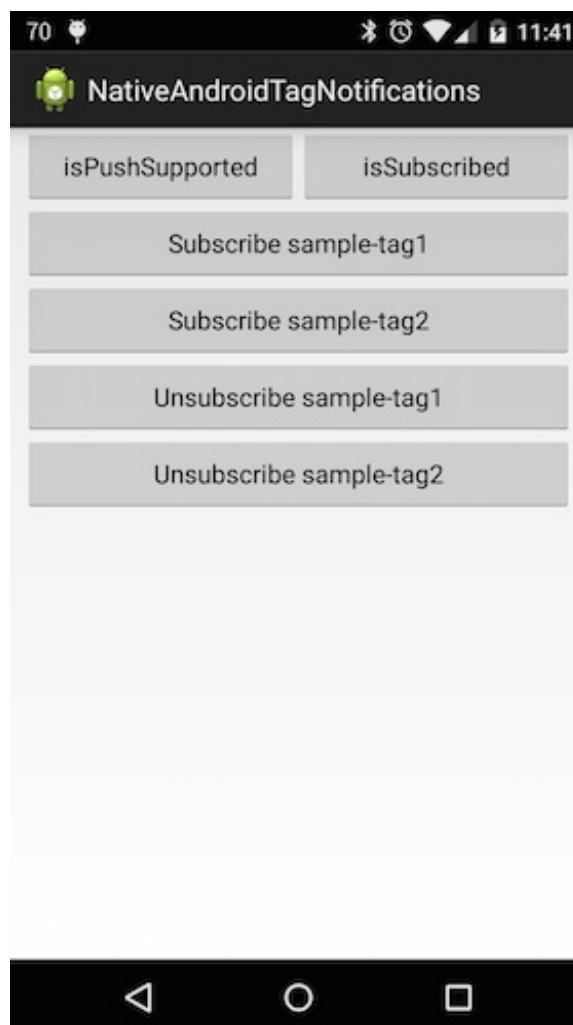 70 11:41
NativeAndroidTagNotifications
isPushSupported isSubscribed
Subscribe sample-tag1
Subscribe sample-tag2
Unsubscribe sample-tag1
Unsubscribe sample-tag2